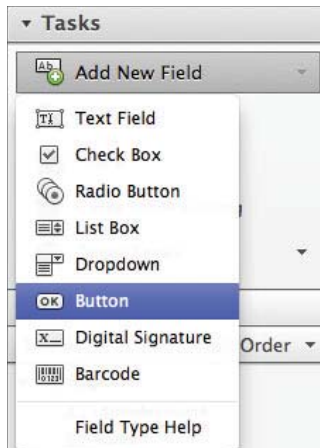 Tasks
Add New Field
Text Field
Check Box
Radio Button
List Box
Dropdown
OK Button
Digital Signature
Order
Barcode
Field Type Help